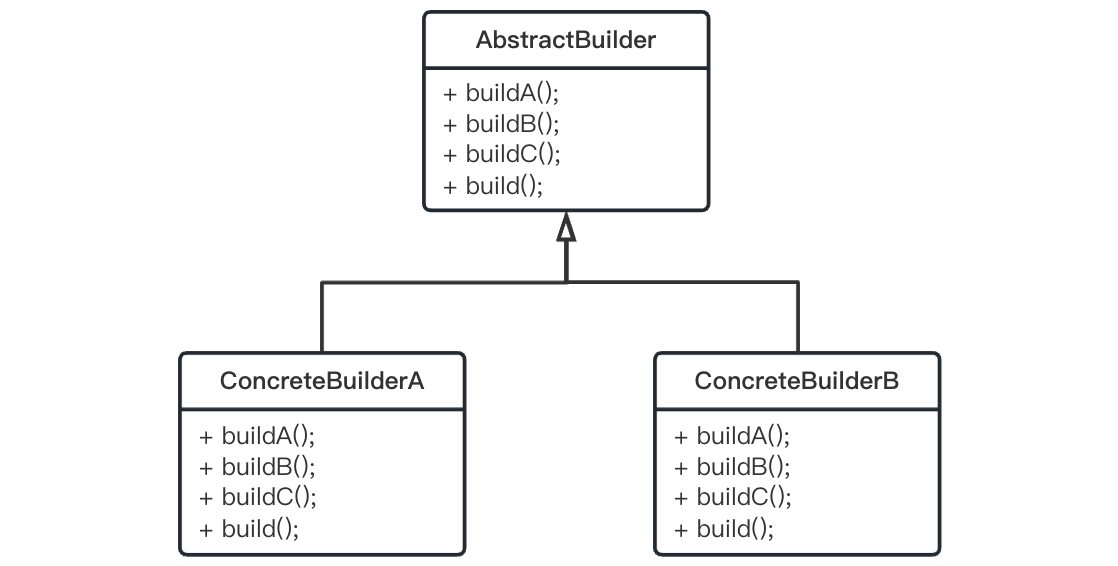 AbstractBuilder
+ buildA();
+ buildB();
+ buildC();
+ build();
ConcreteBuilderA
+ buildA();
+ buildB();
+ buildC();
+ build();
ConcreteBuilderB
+ buildA();
+ buildB();
+ buildC();
+ build();